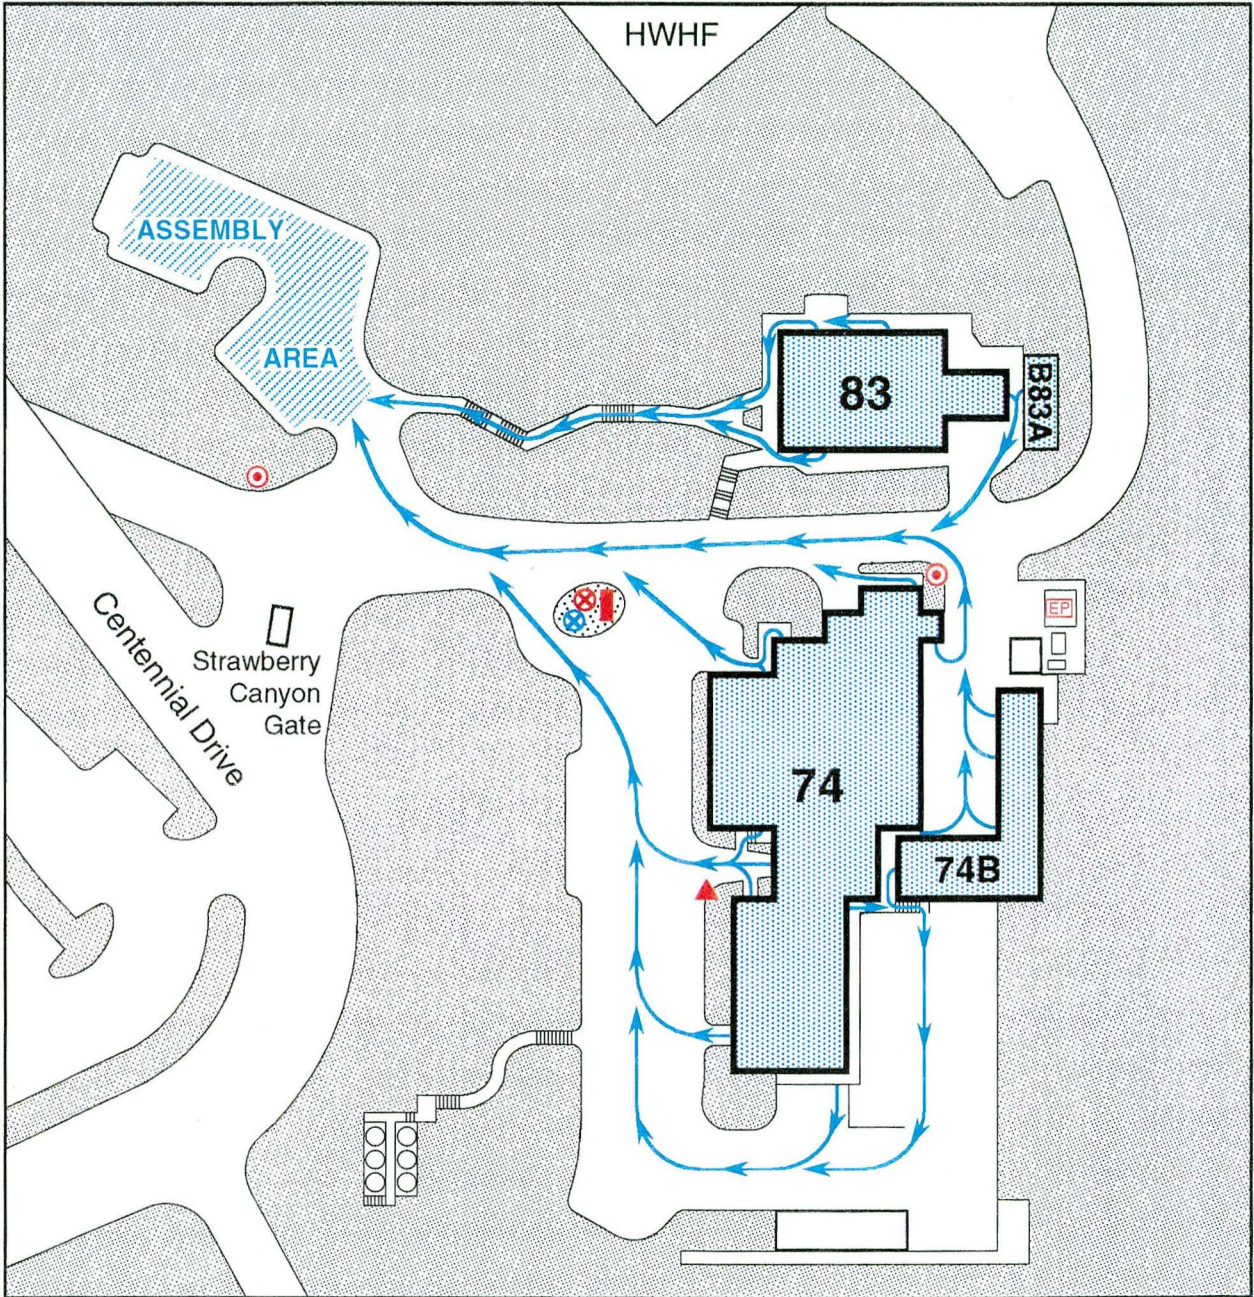 HWHF
ASSEMBLY
AREA
83
B83A
EP
Centennial Drive
Strawberry
Canyon
Gate
74
74B